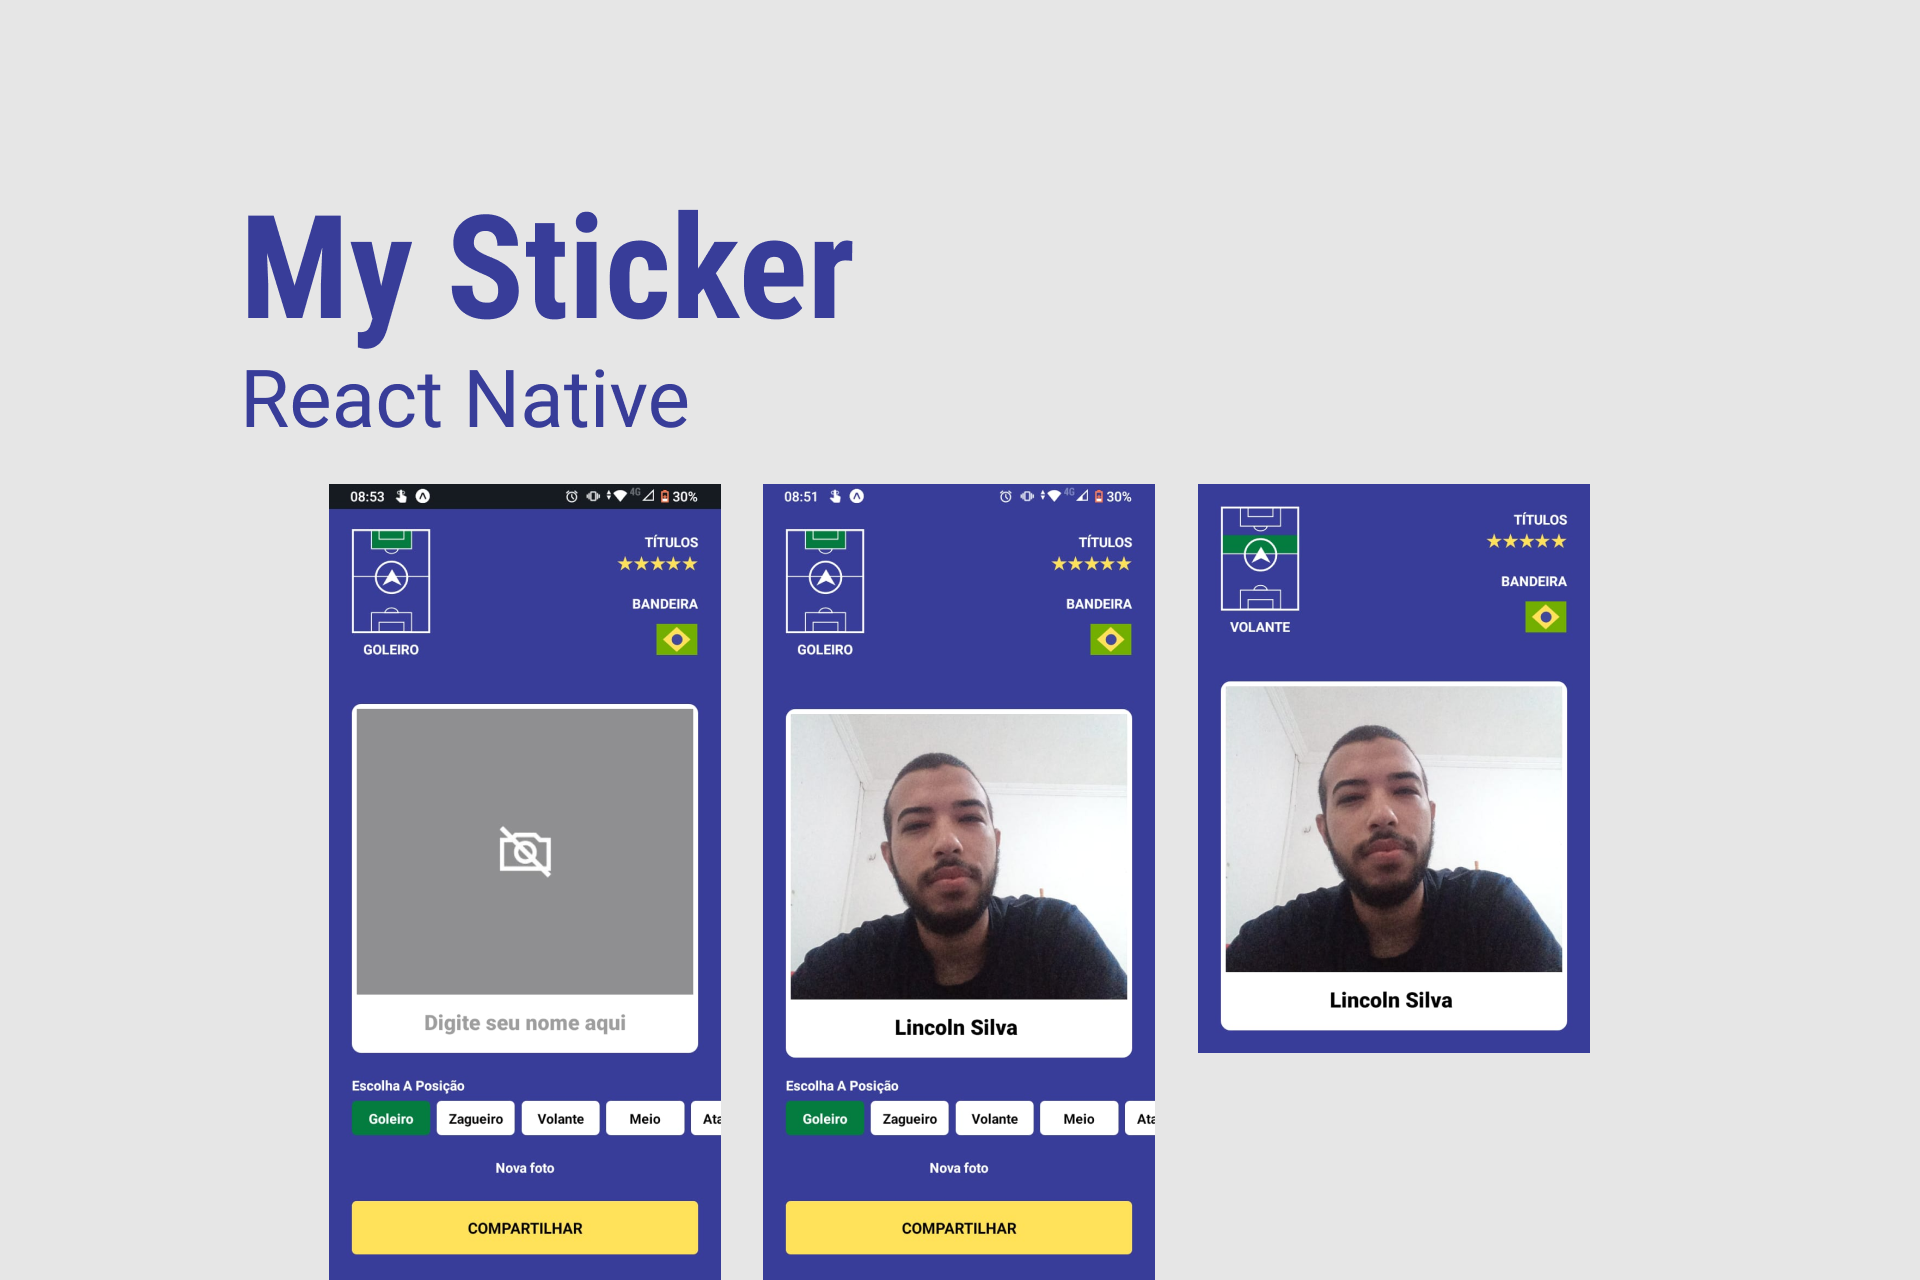 My Sticker
React Native
08:53
4G
30%
TÍTULOS
BANDEIRA
GOLEIRO
Digite seu nome aqui
Escolha A Posição
Goleiro Zagueiro Volante Meio Ata
Nova foto
COMPARTILHAR
08:51
4G
30%
TÍTULOS
BANDEIRA
GOLEIRO
Lincoln Silva
Escolha A Posição
Goleiro Zagueiro Volante Meio Ata
Nova foto
COMPARTILHAR
TÍTULOS
BANDEIRA
VOLANTE
Lincoln Silva